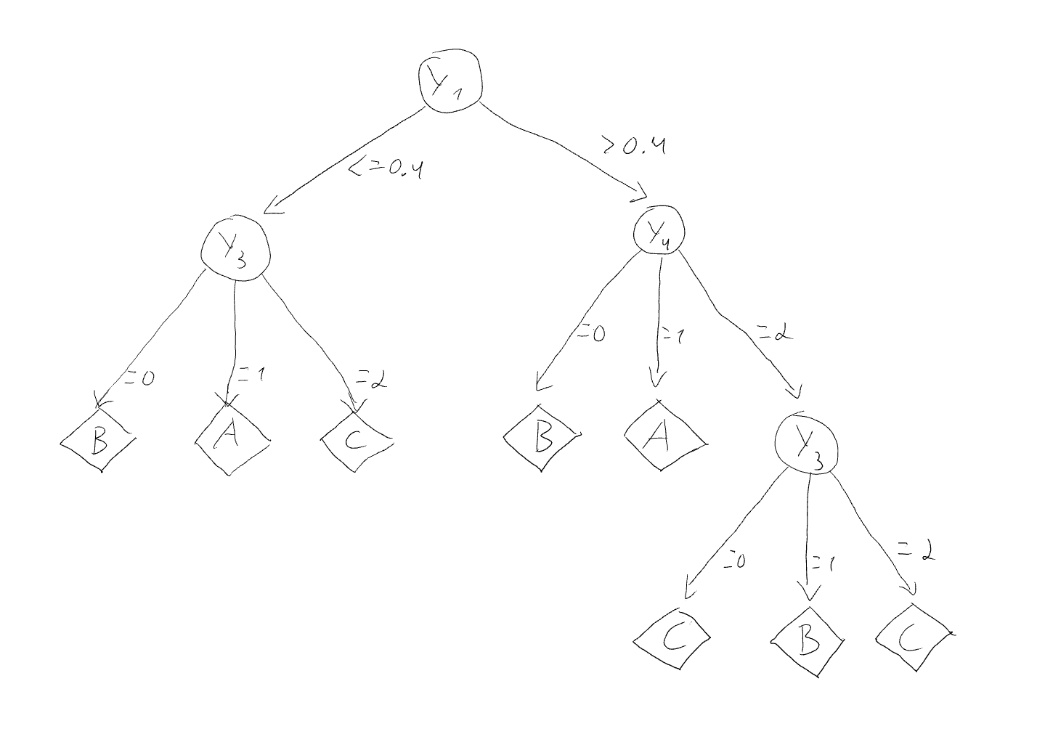 Y1
<=0.4
>0.4
Y3
Y4
=0
=1
=2
=0
=1
=2
B
A
C
B
A
Y3
=0
=1
=2
C
B
C